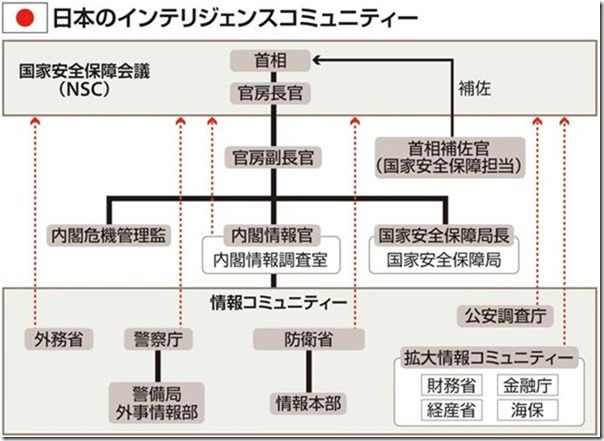 日本のインテリジェンスコミュニティー
国家安全保障会議
（NSC）
首相
官房長官
補佐
官房副長官
首相補佐官
（国家安全保障担当）
内閣危機管理監
内閣情報官
内閣情報調査室
国家安全保障局長
国家安全保障局
情報コミュニティー
外務省
警察庁
防衛省
公安調査庁
警備局
外事情報部
情報本部
拡大情報コミュニティー
財務省
金融庁
経産省
海保